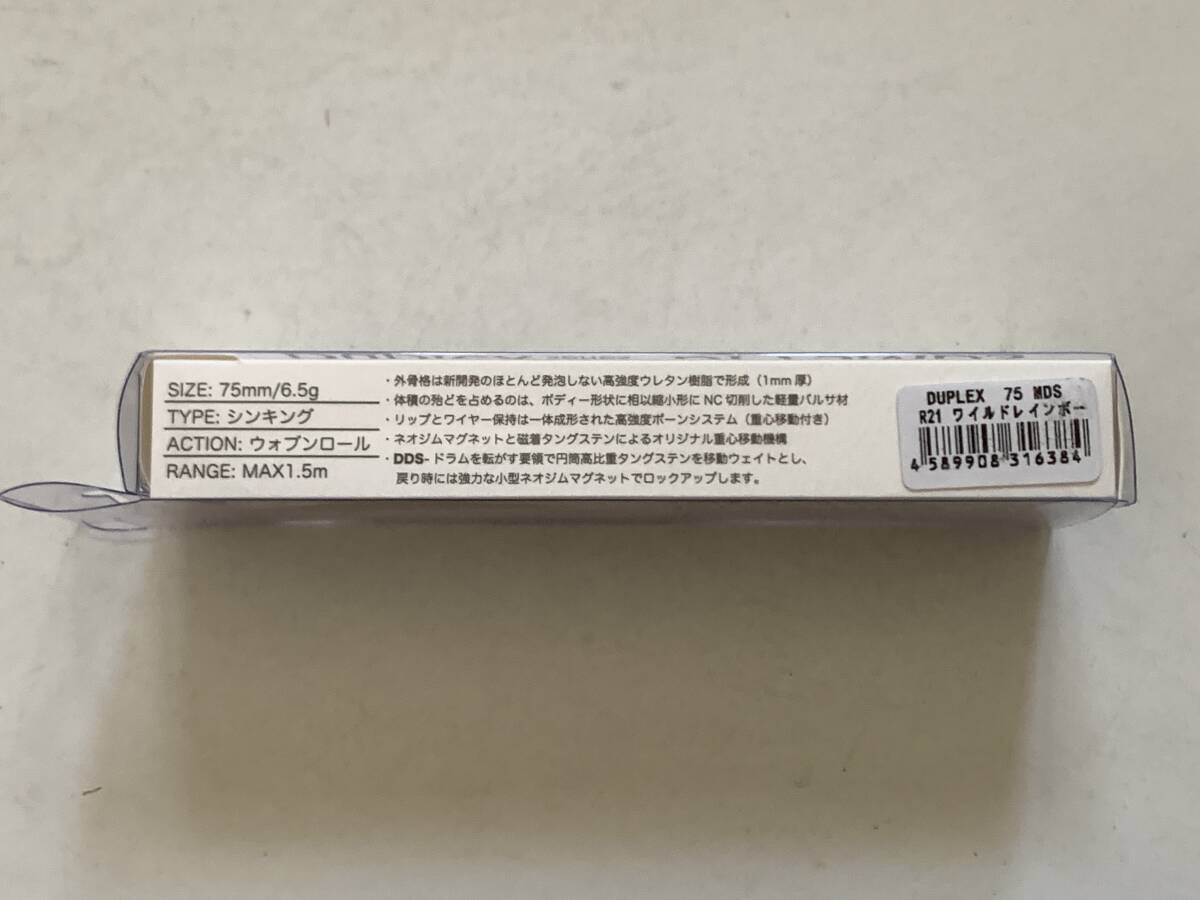 SIZE: 75mm/6.5g
TYPE: シンキング
ACTION: ウォブンロール
RANGE: MAX1.5m
・外骨格は新開発のほとんど発泡しない高強度ウレタン樹脂で形成（1mm厚）
・体積の殆どを占めるのは、ボディー形状に相以縮小形にNC切削した軽量バルサ材
・リップとワイヤー保持は一体成形された高強度ボーンシステム（重心移動付き）
・ネオジムマグネットと磁着タングステンによるオリジナル重心移動機構
・DDS-ドラムを転がす要領で円筒高比重タングステンを移動ウェイトとし、
戻り時には強力な小型ネオジムマグネットでロックアップします。
DUPLEX 75 MDS
R21 ワイルドレインボー
4 589908 316384